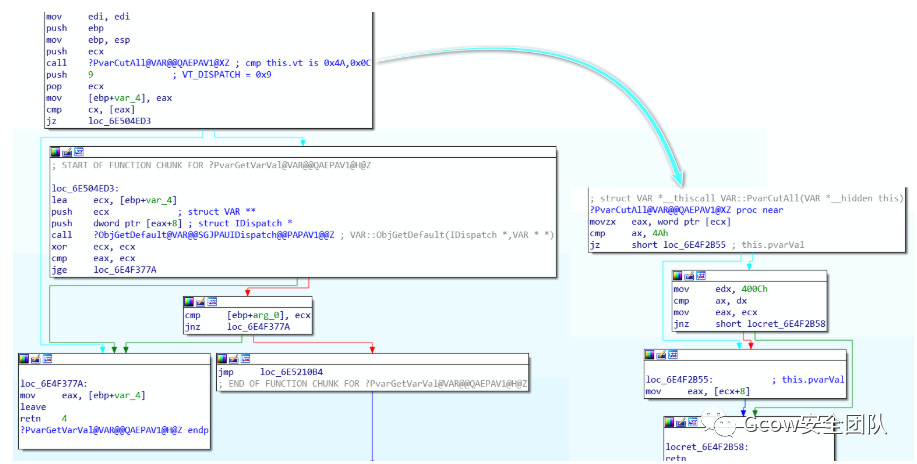 mov edi, edi
push ebp
mov ebp, esp
push ecx
call ?PvarCutAll@VAR@@QAEPAV1@XZ ; cmp this.vt is 0x4A,0x0C
push 9 ; VT_DISPATCH = 0x9
pop ecx
mov [ebp+var_4], eax
cmp cx, [eax]
jz loc_6E504ED3
; START OF FUNCTION CHUNK FOR ?PvarGetVarVal@VAR@@QAEPAV1@H@Z
loc_6E504ED3:
lea ecx, [ebp+var_4]
push ecx ; struct VAR **
push dword ptr [eax+8] ; struct IDispatch *
call ?ObjGetDefault@VAR@@SGJPAUIDispatch@@PAPAV1@@Z ; VAR::ObjGetDefault(IDispatch *,VAR * *)
xor ecx, ecx
cmp eax, ecx
jge loc_6E4F377A
cmp [ebp+arg_0], ecx
jnz loc_6E4F377A
loc_6E4F377A:
mov eax, [ebp+var_4]
leave
retn 4
?PvarGetVarVal@VAR@@QAEPAV1@H@Z endp
jmp loc_6E5210B4
; END OF FUNCTION CHUNK FOR ?PvarGetVarVal@VAR@@QAEPAV1@H@Z
; struct VAR *__thiscall VAR::PvarCutAll(VAR *__hidden this)
?PvarCutAll@VAR@@QAEPAV1@XZ proc near
movzx eax, word ptr [ecx]
cmp ax, 4Ah
jz short loc_6E4F2B55 ; this.pvarVal
mov edx, 400Ch
cmp ax, dx
mov eax, ecx
jnz short locret_6E4F2B58
loc_6E4F2B55: ; this.pvarVal
mov eax, [ecx+8]
locret_6E4F2B58:
retn
Gcow安全团队